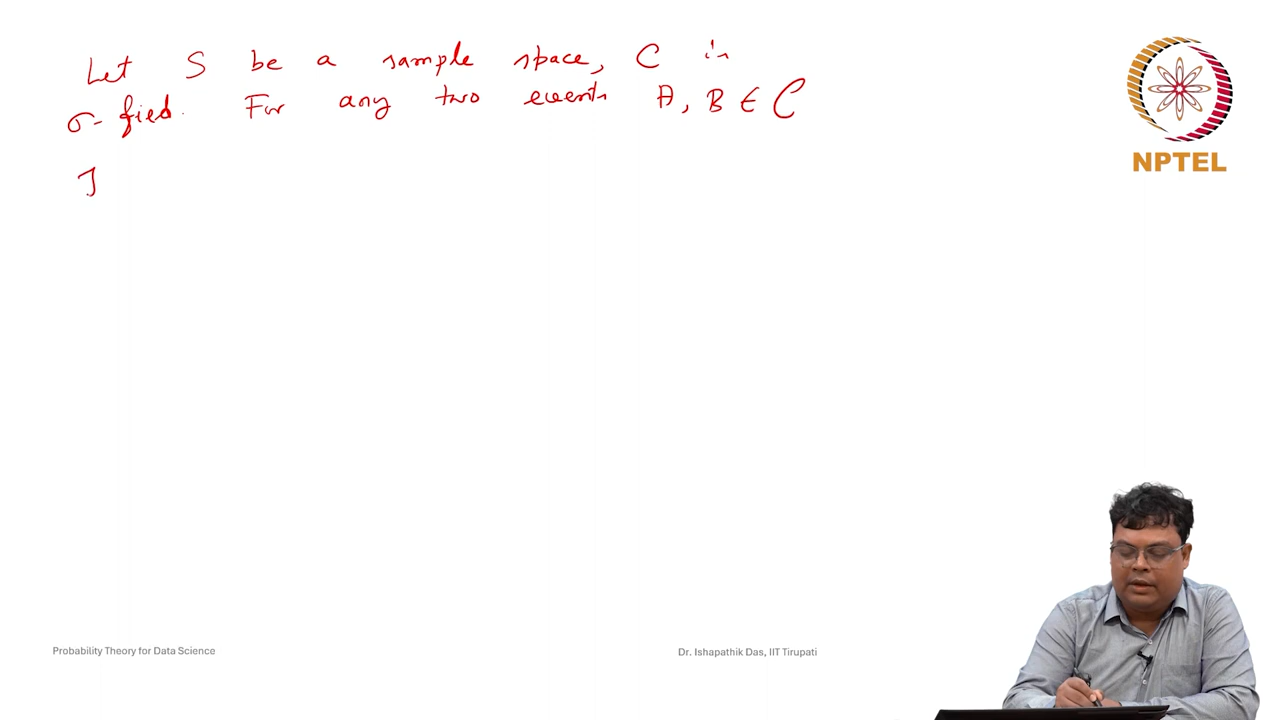 Let S be a sample space, C is
σ- fied. For any two events A, B ∈ C
I
NPTEL
Probability Theory for Data Science
Dr. Ishapathik Das, IIT Tirupati